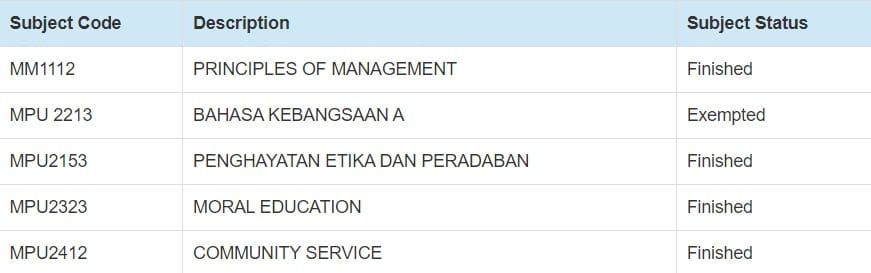 Subject Code Description Subject Status
MM1112 PRINCIPLES OF MANAGEMENT Finished
MPU 2213 BAHASA KEBANGSAAN A Exempted
MPU2153 PENGHAYATAN ETIKA DAN PERADABAN Finished
MPU2323 MORAL EDUCATION Finished
MPU2412 COMMUNITY SERVICE Finished